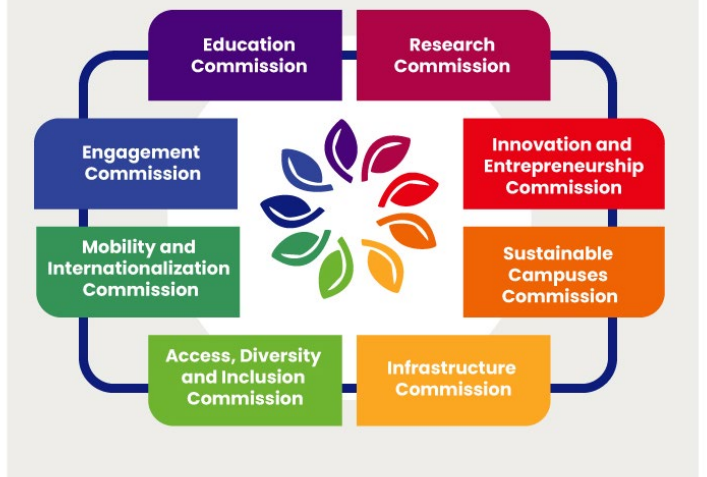 Education
Commission
Research
Commission
Engagement
Commission
Innovation and
Entrepreneurship
Commission
Mobility and
Internationalization
Commission
Sustainable
Campuses
Commission
Access, Diversity
and Inclusion
Commission
Infrastructure
Commission